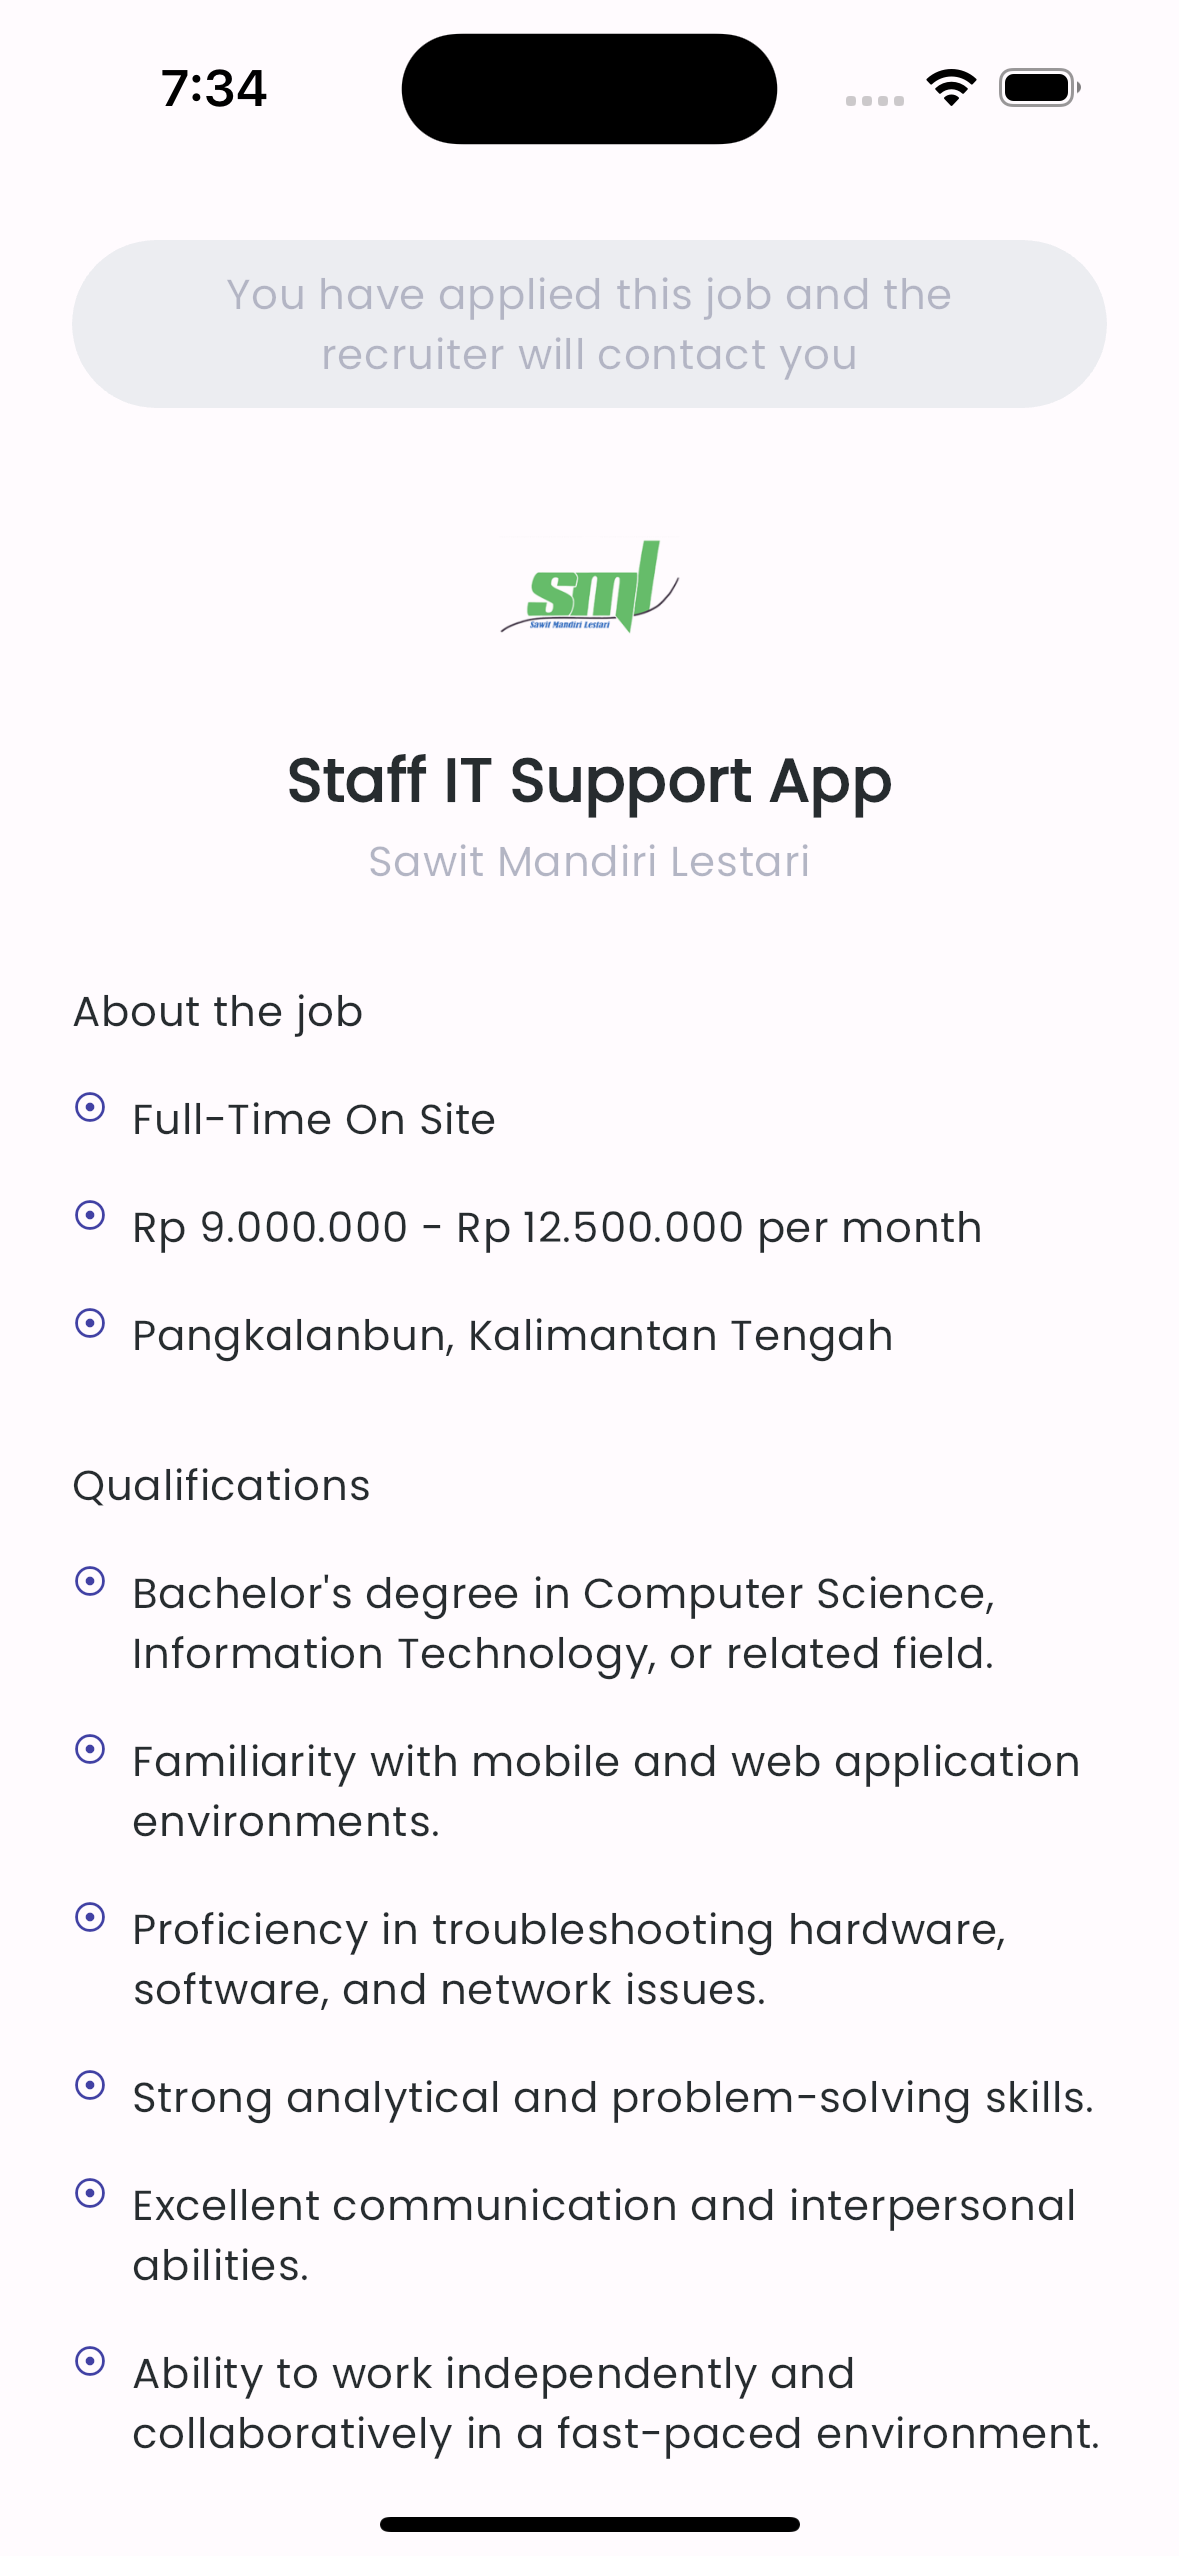 7:34
You have applied this job and the
recruiter will contact you
sml
Sawit Mandiri Lestari
Staff IT Support App
Sawit Mandiri Lestari
About the job
Full-Time On Site
Rp 9.000.000 - Rp 12.500.000 per month
Pangkalanbun, Kalimantan Tengah
Qualifications
Bachelor's degree in Computer Science,
Information Technology, or related field.
Familiarity with mobile and web application
environments.
Proficiency in troubleshooting hardware,
software, and network issues.
Strong analytical and problem-solving skills.
Excellent communication and interpersonal
abilities.
Ability to work independently and
collaboratively in a fast-paced environment.